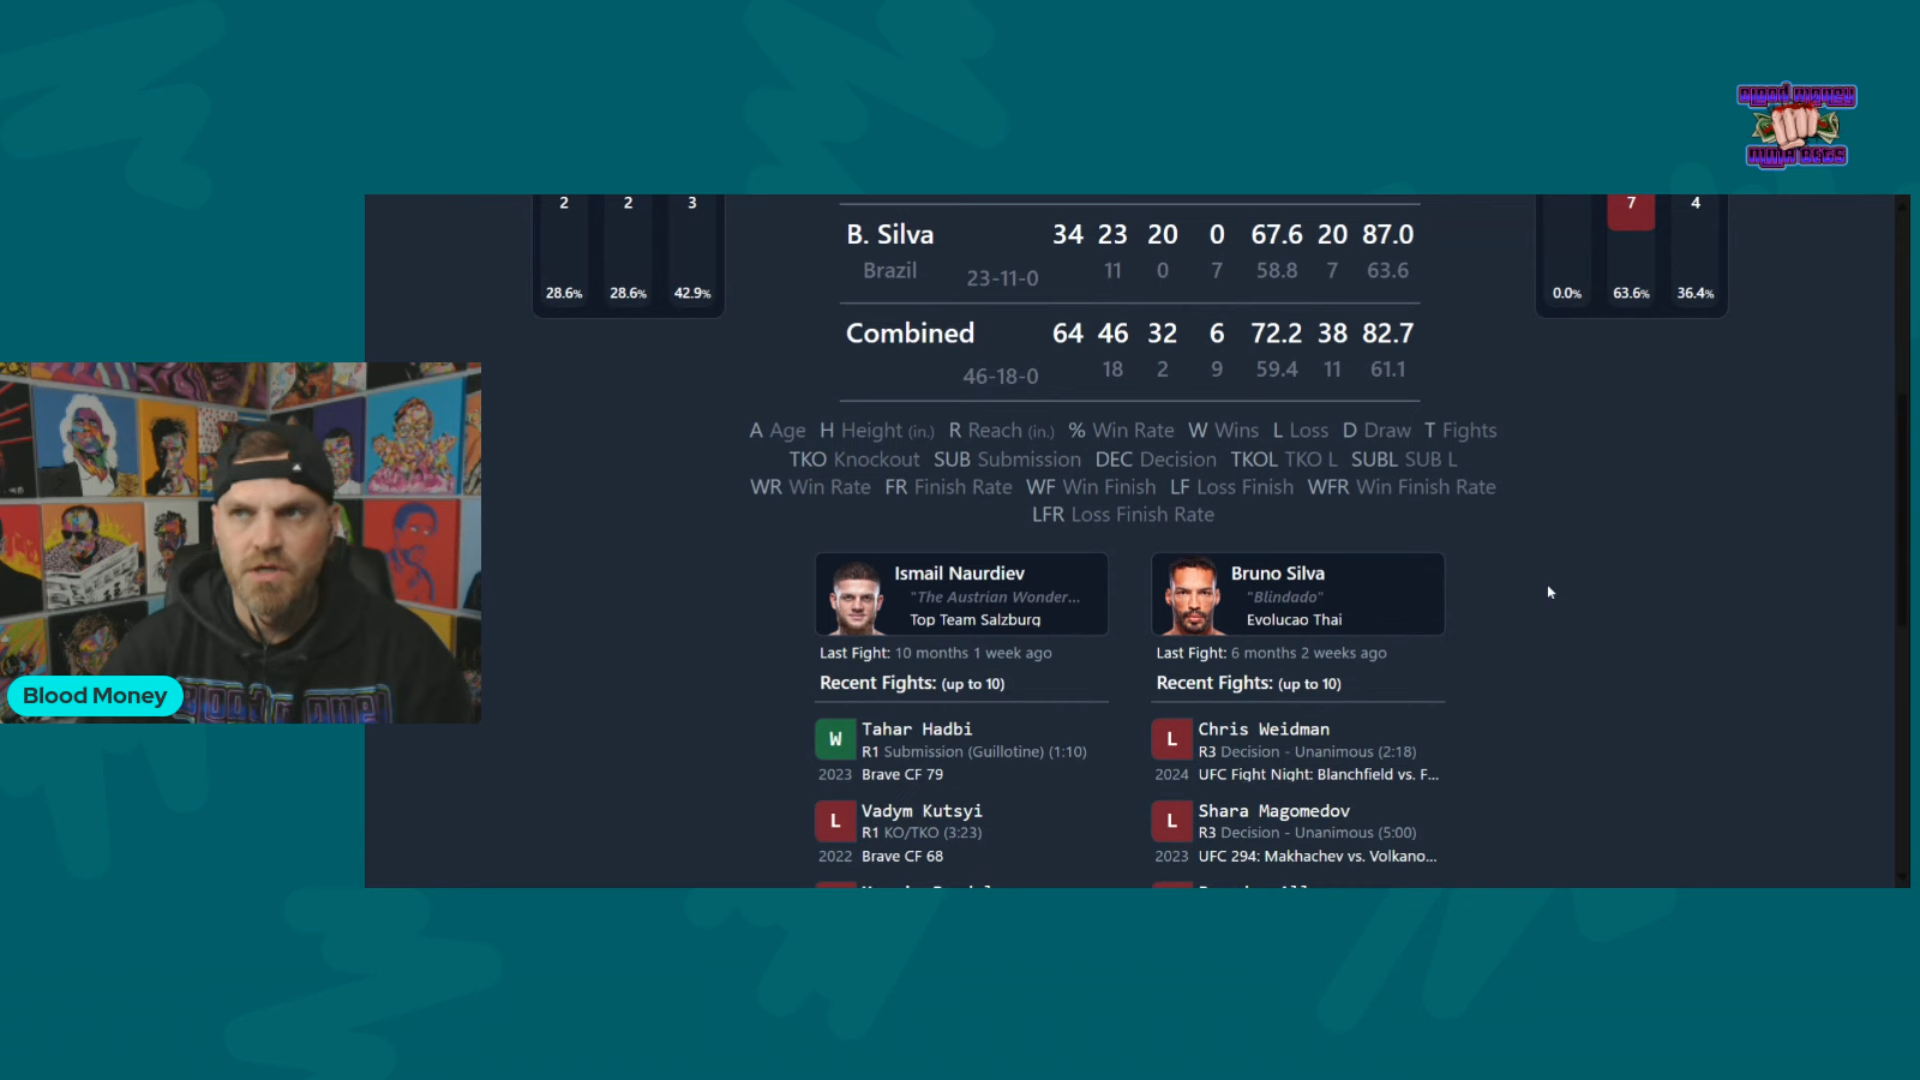 BLOOD MONEY
MMA BETS
2 2 3
28.6% 28.6% 42.9%
7 4
0.0% 63.6% 36.4%
B. Silva 34 23 20 0 67.6 20 87.0
Brazil 23-11-0 11 0 7 58.8 7 63.6
Combined 64 46 32 6 72.2 38 82.7
46-18-0 18 2 9 59.4 11 61.1
A Age H Height (in.) R Reach (in.) % Win Rate W Wins L Loss D Draw T Fights
TKO Knockout SUB Submission DEC Decision TKOL TKO L SUBL SUB L
WR Win Rate FR Finish Rate WF Win Finish LF Loss Finish WFR Win Finish Rate
LFR Loss Finish Rate
Ismail Naurdiev
"The Austrian Wonder...
Top Team Salzburg
Last Fight: 10 months 1 week ago
Recent Fights: (up to 10)
W Tahar Hadbi
R1 Submission (Guillotine) (1:10)
2023 Brave CF 79
L Vadym Kutsyi
R1 KO/TKO (3:23)
2022 Brave CF 68
Bruno Silva
"Blindado"
Evolucao Thai
Last Fight: 6 months 2 weeks ago
Recent Fights: (up to 10)
L Chris Weidman
R3 Decision - Unanimous (2:18)
2024 UFC Fight Night: Blanchfield vs. F...
L Shara Magomedov
R3 Decision - Unanimous (5:00)
2023 UFC 294: Makhachev vs. Volkano...
Blood Money